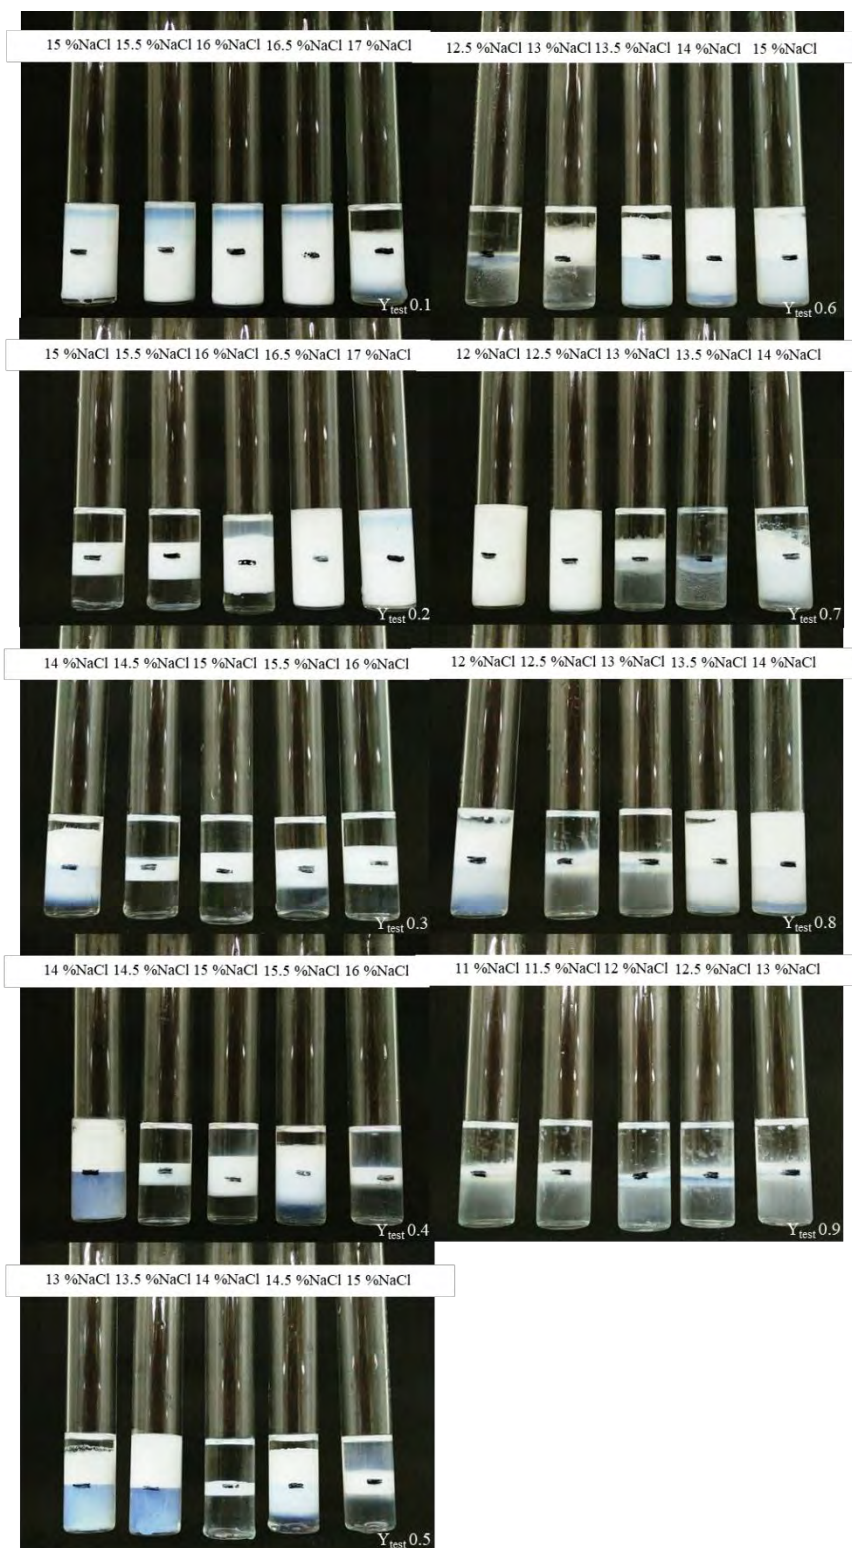 15 %NaCl 15.5 %NaCl 16 %NaCl 16.5 %NaCl 17 %NaCl
Ytest 0.1
15 %NaCl 15.5 %NaCl 16 %NaCl 16.5 %NaCl 17 %NaCl
Ytest 0.2
14 %NaCl 14.5 %NaCl 15 %NaCl 15.5 %NaCl 16 %NaCl
Ytest 0.3
14 %NaCl 14.5 %NaCl 15 %NaCl 15.5 %NaCl 16 %NaCl
Ytest 0.4
13 %NaCl 13.5 %NaCl 14 %NaCl 14.5 %NaCl 15 %NaCl
Ytest 0.5
12.5 %NaCl 13 %NaCl 13.5 %NaCl 14 %NaCl 15 %NaCl
Ytest 0.6
12 %NaCl 12.5 %NaCl 13 %NaCl 13.5 %NaCl 14 %NaCl
Ytest 0.7
12 %NaCl 12.5 %NaCl 13 %NaCl 13.5 %NaCl 14 %NaCl
Ytest 0.8
11 %NaCl 11.5 %NaCl 12 %NaCl 12.5 %NaCl 13 %NaCl
Ytest 0.9